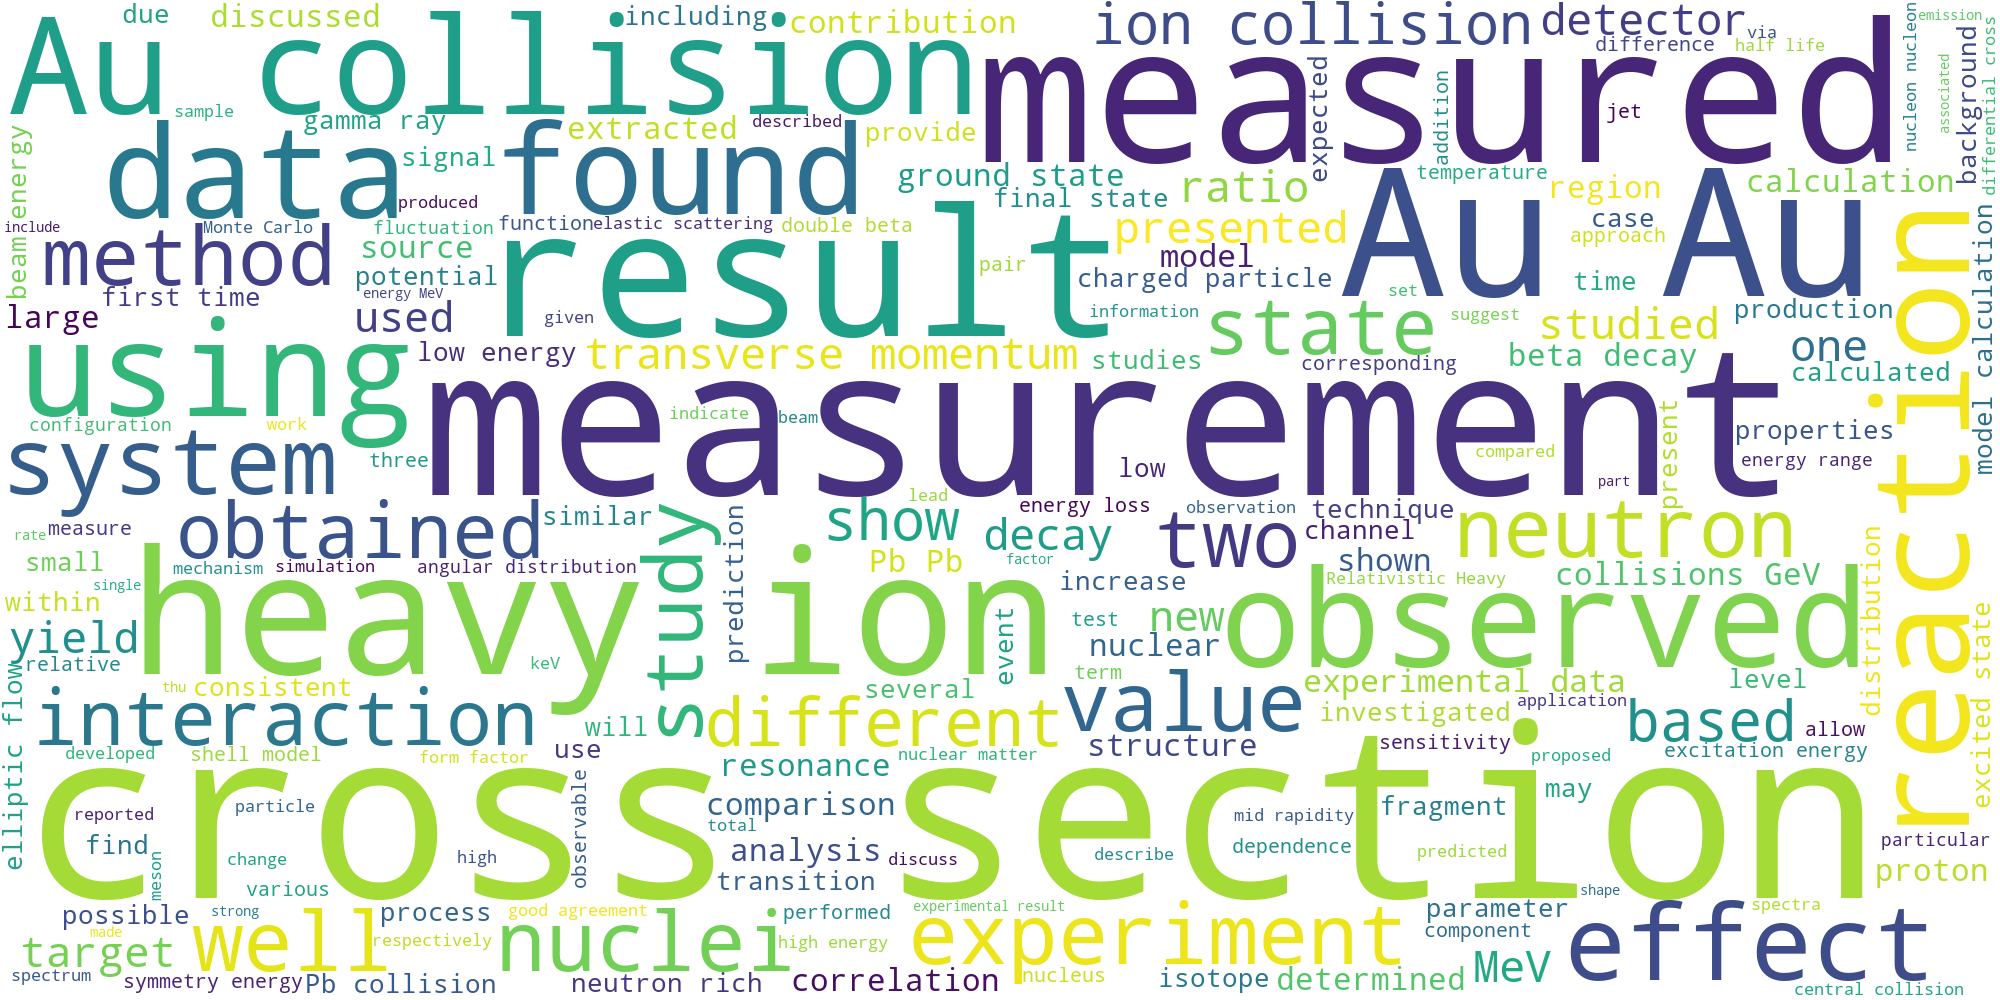 due
discussed
including
contribution
ion collision
detector
via
emission
difference
half life
Au collision
measured
sample
gamma ray
described
extracted
provide
expected
addition
jet
nucleon nucleon
associated
background
differential cross
data
found
signal
ground state
final state
ratio
temperature
region
calculation
beam energy
produced
function
elastic scattering
double beta
result
presented
Au Au
case
approach
include
Monte Carlo
fluctuation
method
source
potential
pair
model
charged particle
time
first time
energy MeV
large
used
given
information
set
suggest
production
reaction
model calculation
using
low energy
transverse momentum
studies
state
studied
corresponding
beta decay
one
calculated
measurement
configuration
work
indicate
beam
system
three
low
compared
present
properties
energy range
part
measure
rate
obtained
similar
study
prediction
lead
show
energy loss
decay
observation
two
technique
channel
shown
neutron
small
mechanism
simulation
angular distribution
Pb Pb
factor
increase
Relativistic Heavy
collisions GeV
distribution
single
within
heavy ion
event
test
new
observed
excited state
yield
relative
keV
nuclear
term
elliptic flow
thu
consistent
several
experimental data
level
interaction
will
different
value
investigated
application
based
allow
developed
shell model
form factor
use
nuclear matter
structure
sensitivity
proposed
excitation energy
cross section
resonance
observable
reported
particle
comparison
total
mid rapidity
fragment
may
find
change
high
analysis
discuss
describe
dependence
predicted
particular
meson
various
transition
shape
proton
possible
strong
process
good agreement
performed
experimental result
parameter
spectra
made
target
well
respectively
nuclei
high energy
experiment
component
effect
spectrum
symmetry energy
Pb collision
neutron rich
correlation
nucleus
isotope
determined
MeV
central collision